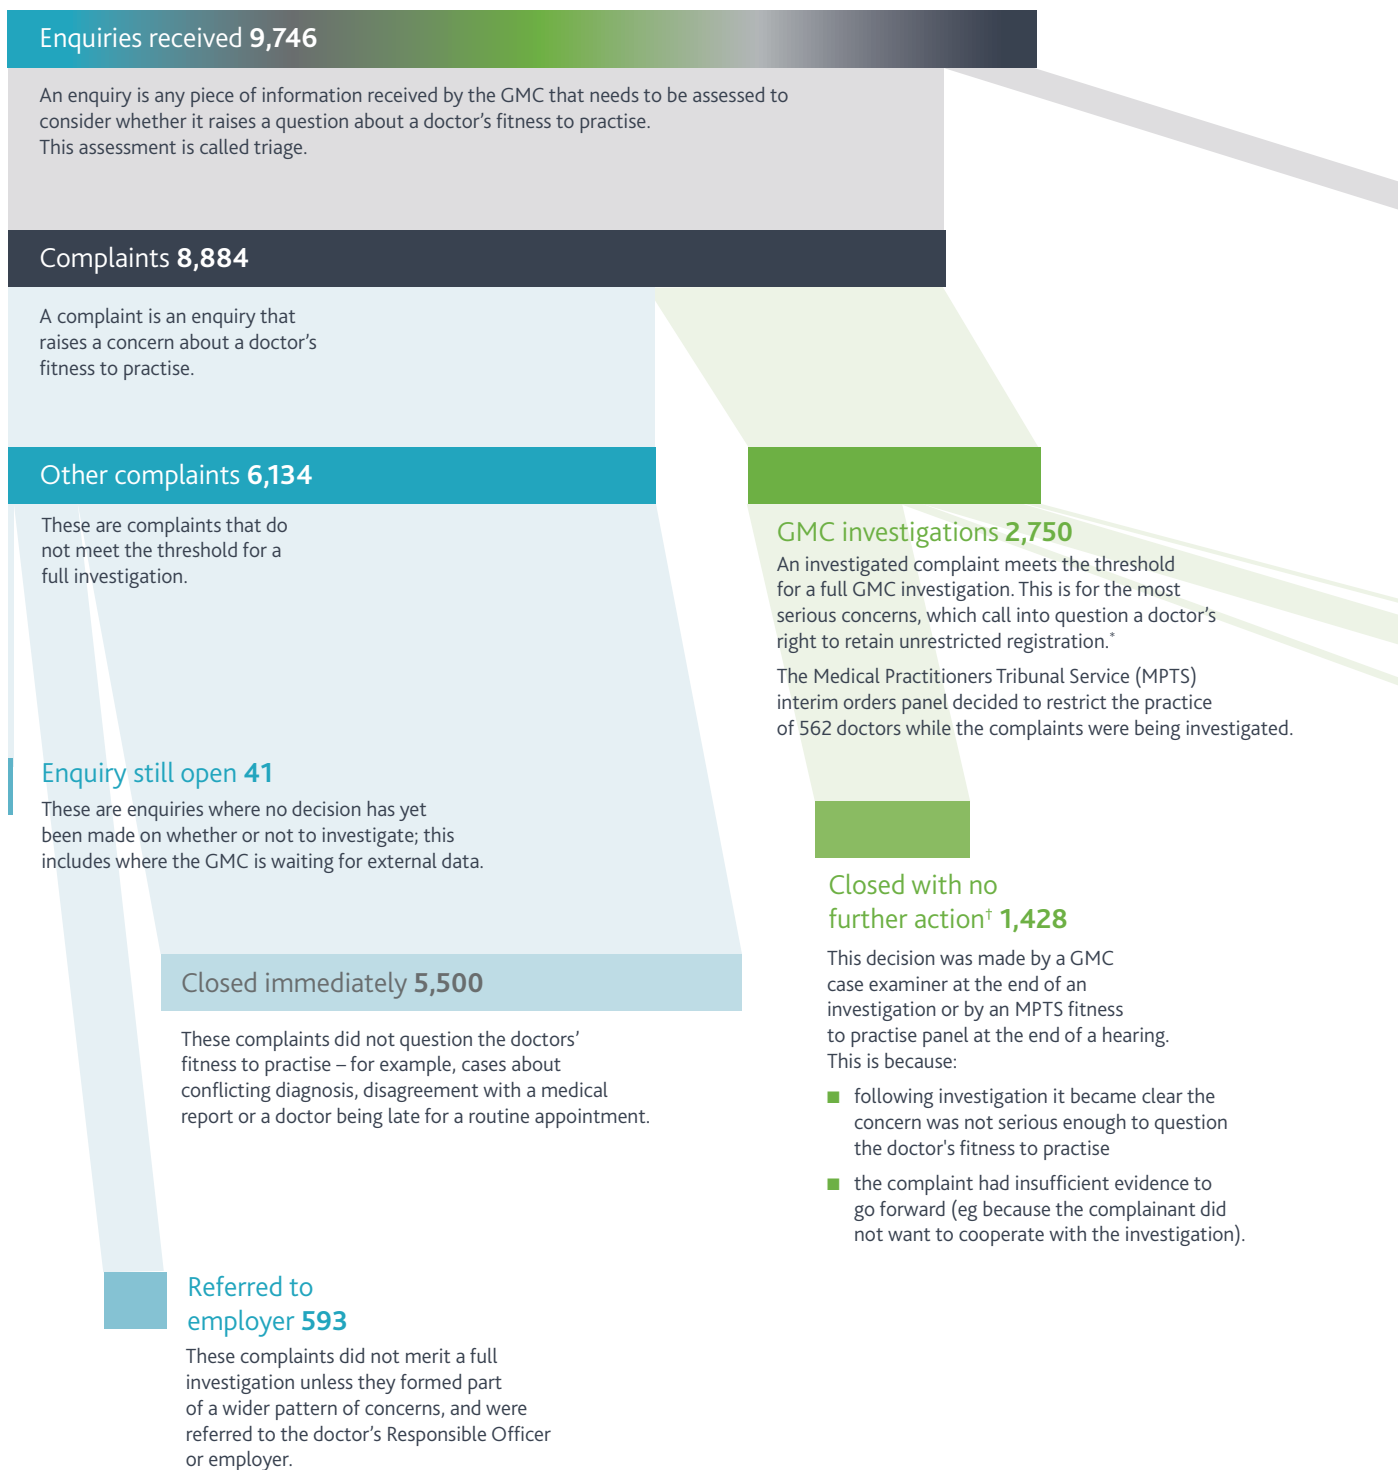 Enquiries received 9,746
An enquiry is any piece of information received by the GMC that needs to be assessed to
consider whether it raises a question about a doctor’s fitness to practise.
This assessment is called triage.
Complaints 8,884
A complaint is an enquiry that
raises a concern about a doctor’s
fitness to practise.
Other complaints 6,134
These are complaints that do
not meet the threshold for a
full investigation.
GMC investigations 2,750
An investigated complaint meets the threshold
for a full GMC investigation. This is for the most
serious concerns, which call into question a doctor’s
right to retain unrestricted registration.*
The Medical Practitioners Tribunal Service (MPTS)
interim orders panel decided to restrict the practice
of 562 doctors while the complaints were being investigated.
Enquiry still open 41
These are enquiries where no decision has yet
been made on whether or not to investigate; this
includes where the GMC is waiting for external data.
Closed with no
further action† 1,428
This decision was made by a GMC
case examiner at the end of an
investigation or by an MPTS fitness
to practise panel at the end of a hearing.
This is because:
■ following investigation it became clear the
concern was not serious enough to question
the doctor's fitness to practise
■ the complaint had insufficient evidence to
go forward (eg because the complainant did
not want to cooperate with the investigation).
Closed immediately 5,500
These complaints did not question the doctors’
fitness to practise – for example, cases about
conflicting diagnosis, disagreement with a medical
report or a doctor being late for a routine appointment.
Referred to
employer 593
These complaints did not merit a full
investigation unless they formed part
of a wider pattern of concerns, and were
referred to the doctor’s Responsible Officer
or employer.